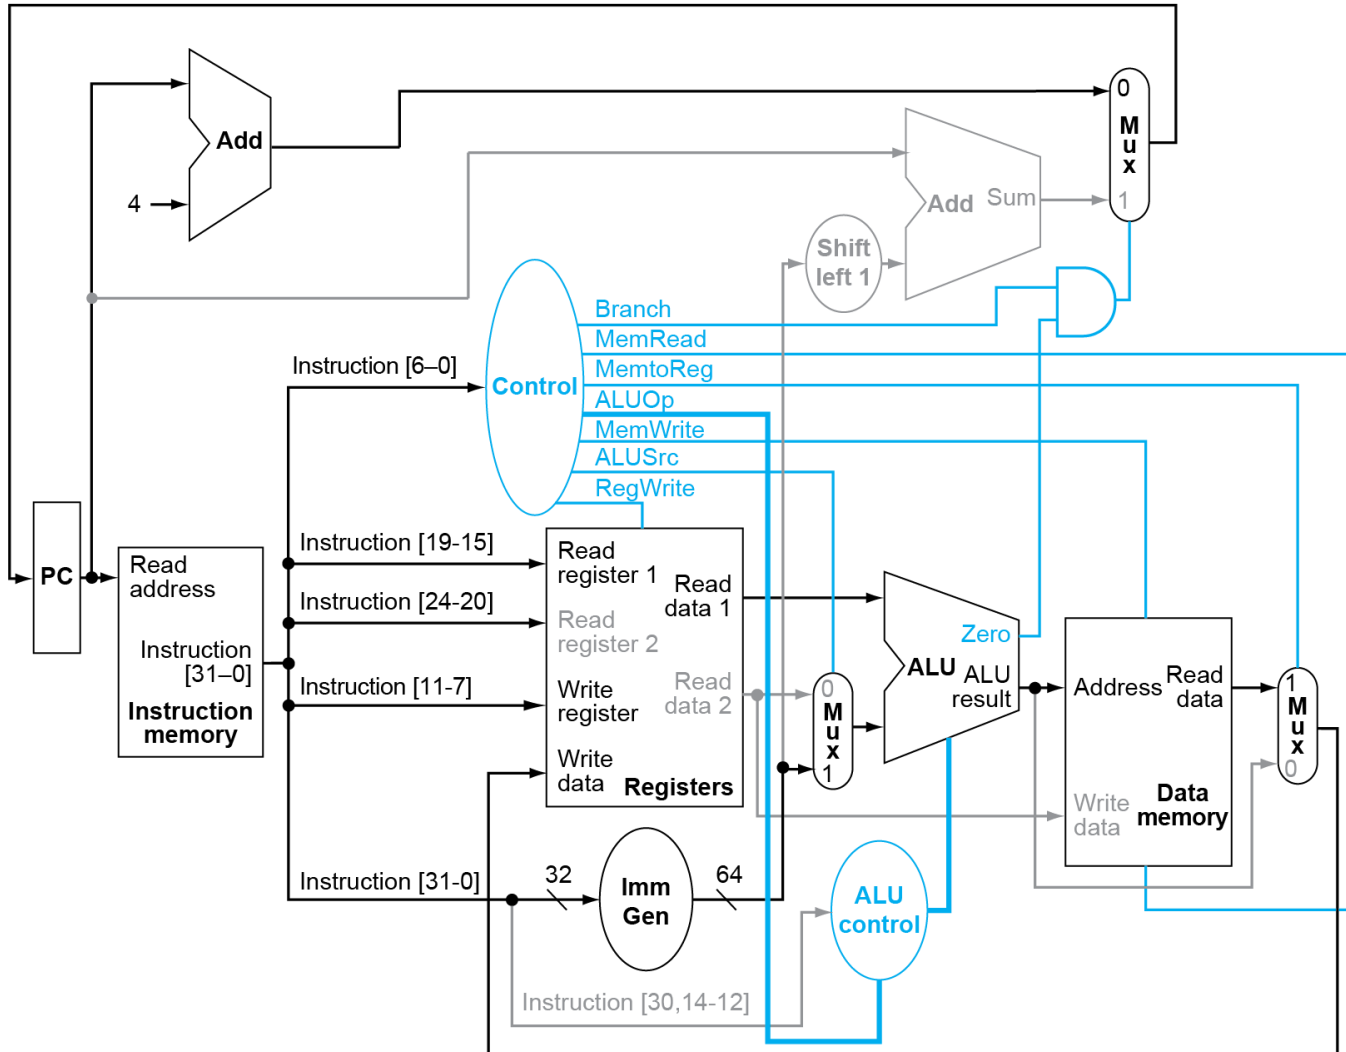 0
Mux
1
Add
4
Add
Sum
Shift
left 1
Branch
MemRead
MemtoReg
ALUOp
MemWrite
ALUSrc
RegWrite
Control
Instruction [6–0]
PC
Read
address
Instruction
[31–0]
Instruction
memory
Instruction [19-15]
Instruction [24-20]
Instruction [11-7]
Instruction [31-0]
Read
register 1
Read
register 2
Write
register
Write
data
Read
data 1
Read
data 2
Registers
0
Mux
1
Zero
ALU
ALU
result
Address
Read
data
Write
data
Data
memory
1
Mux
0
32
Imm
Gen
64
ALU
control
Instruction [30,14-12]